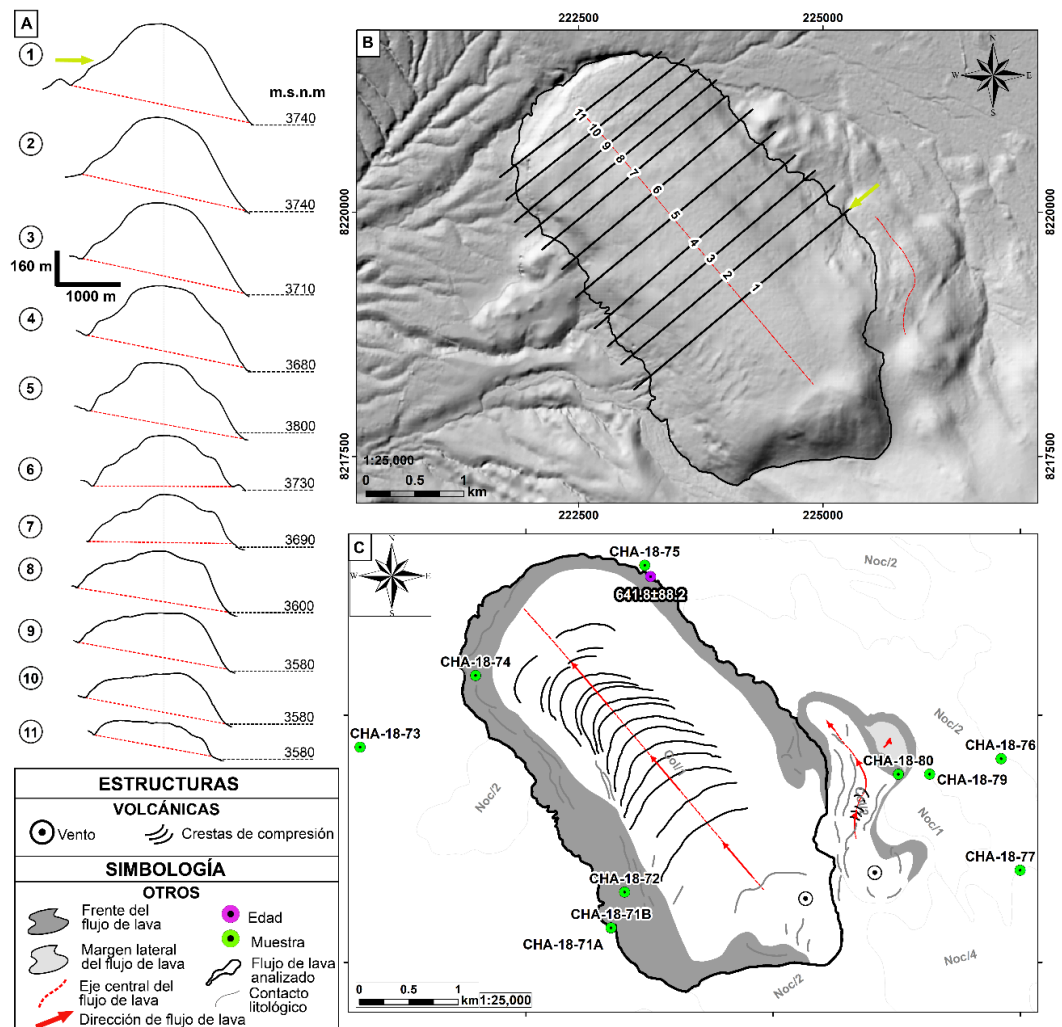 A
1
m.s.n.m
3740
2
3740
3
3710
160 m
1000 m
4
3680
5
3800
6
3730
7
3690
8
3600
9
3580
10
3580
11
3580
ESTRUCTURAS
VOLCÁNICAS
Vento
Crestas de compresión
SIMBOLOGÍA
OTROS
Frente del
flujo de lava
Margen lateral
del flujo de lava
Eje central del
flujo de lava
Dirección de flujo de lava
Edad
Muestra
Flujo de lava
analizado
Contacto
litológico
222500
225000
B
N
W
E
S
11
10
9
8
7
6
5
4
3
2
1
8220000
8220000
8217500
8217500
1:25,000
0
0.5
1
km
222500
225000
C
N
W
E
S
CHA-18-75
641.8±88.2
Noc/2
CHA-18-74
CHA-18-73
Noc/2
Noc/2
CHA-18-76
CHA-18-80
CHA-18-79
Noc/1
CHA-18-77
CHA-18-72
CHA-18-71B
CHA-18-71A
Noc/4
Noc/2
0
0.5
1
km
1:25,000